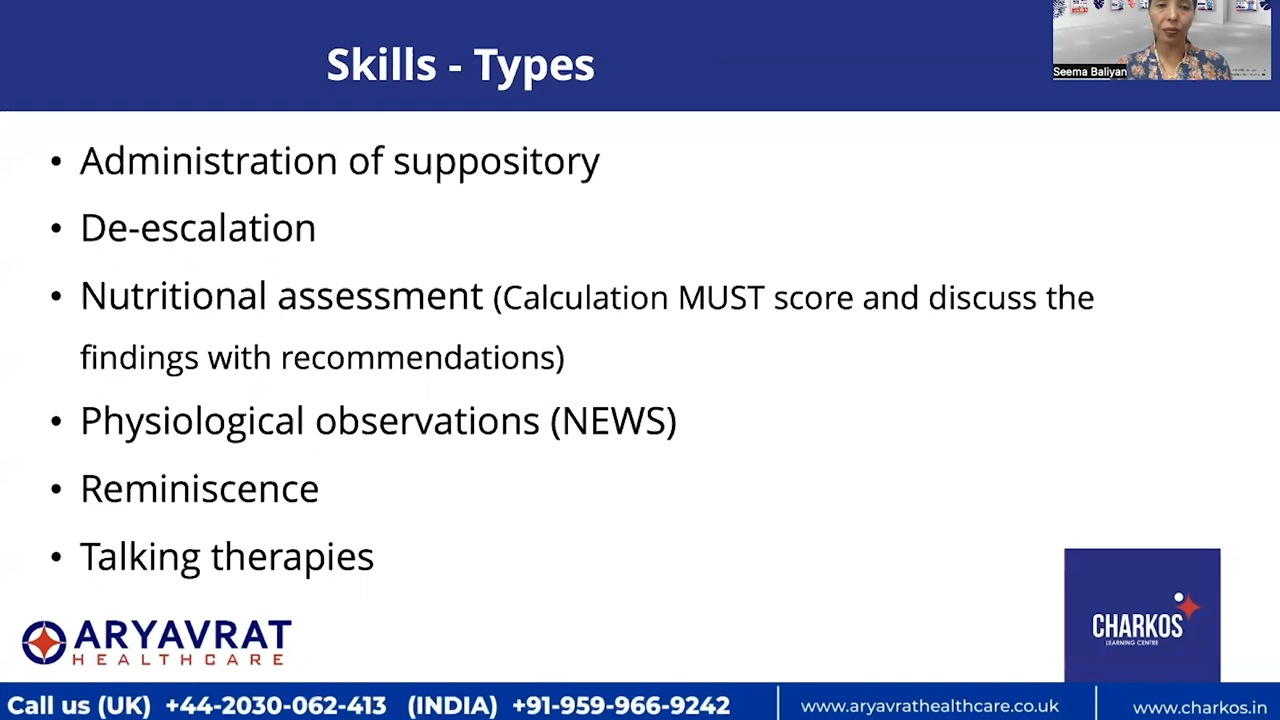 Skills - Types
Seema Baliyan
• Administration of suppository
• De-escalation
• Nutritional assessment (Calculation MUST score and discuss the
findings with recommendations)
• Physiological observations (NEWS)
• Reminiscence
• Talking therapies
ARYAVRAT
HEALTHCARE
CHARKOS
LEARNING CENTRE
Call us (UK) +44-2030-062-413 (INDIA) +91-959-966-9242
www.aryavrathealthcare.co.uk
www.charkos.in